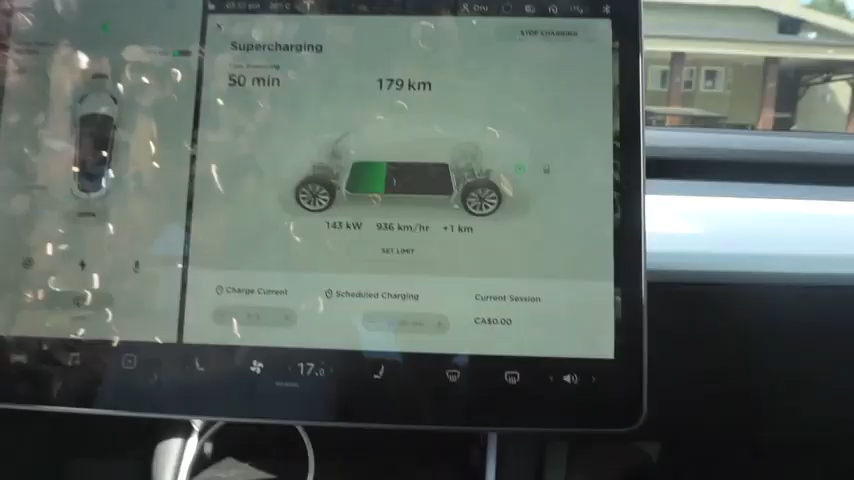 Supercharging
STOP CHARGING
50 min
179 km
143 kW 936 km/hr +1 km
SET LIMIT
Charge Current
Scheduled Charging
Current Session
CA$0.00
17.0